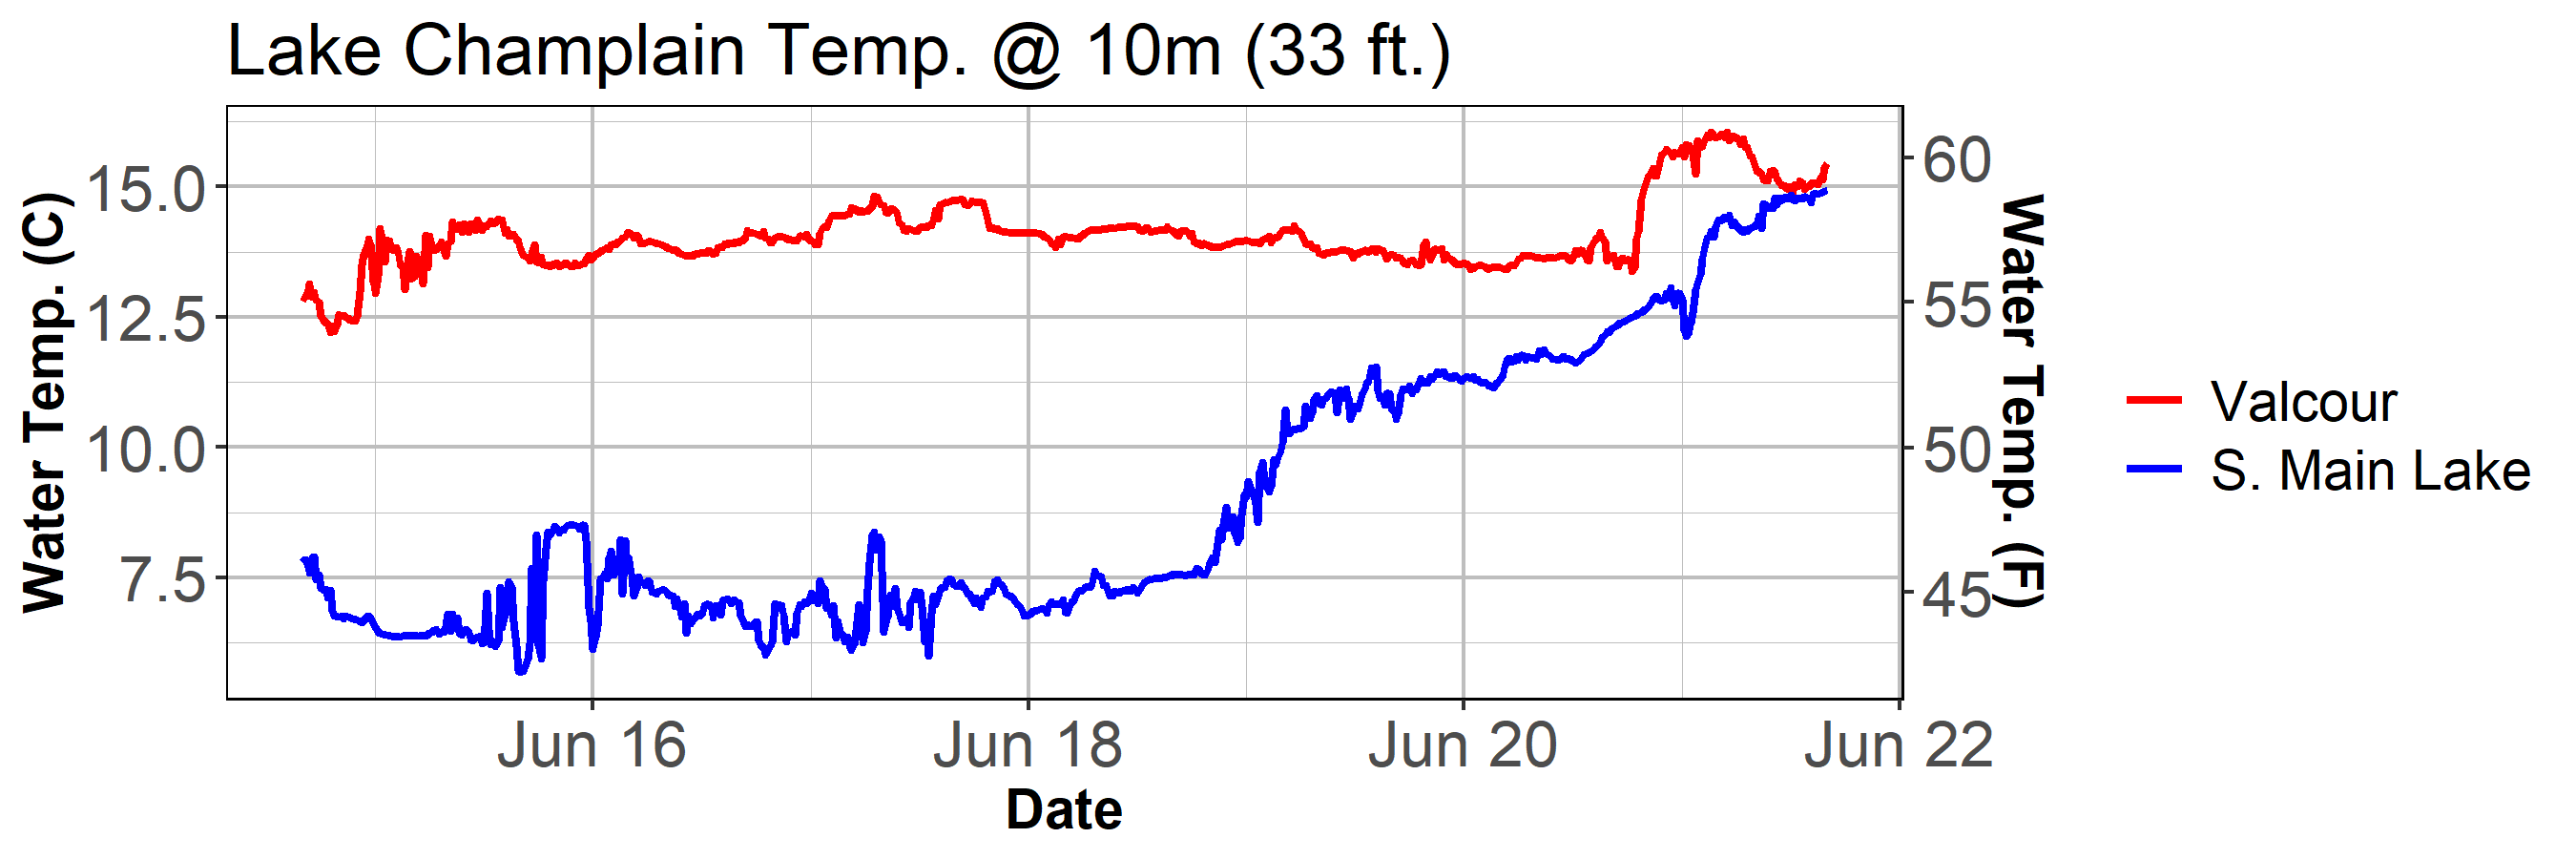 Lake Champlain Temp. @ 10m (33 ft.)
Water Temp. (C)
15.0
12.5
10.0
7.5
60
55
50
45
Water Temp. (F)
Jun 16
Jun 18
Jun 20
Jun 22
Date
Valcour
S. Main Lake